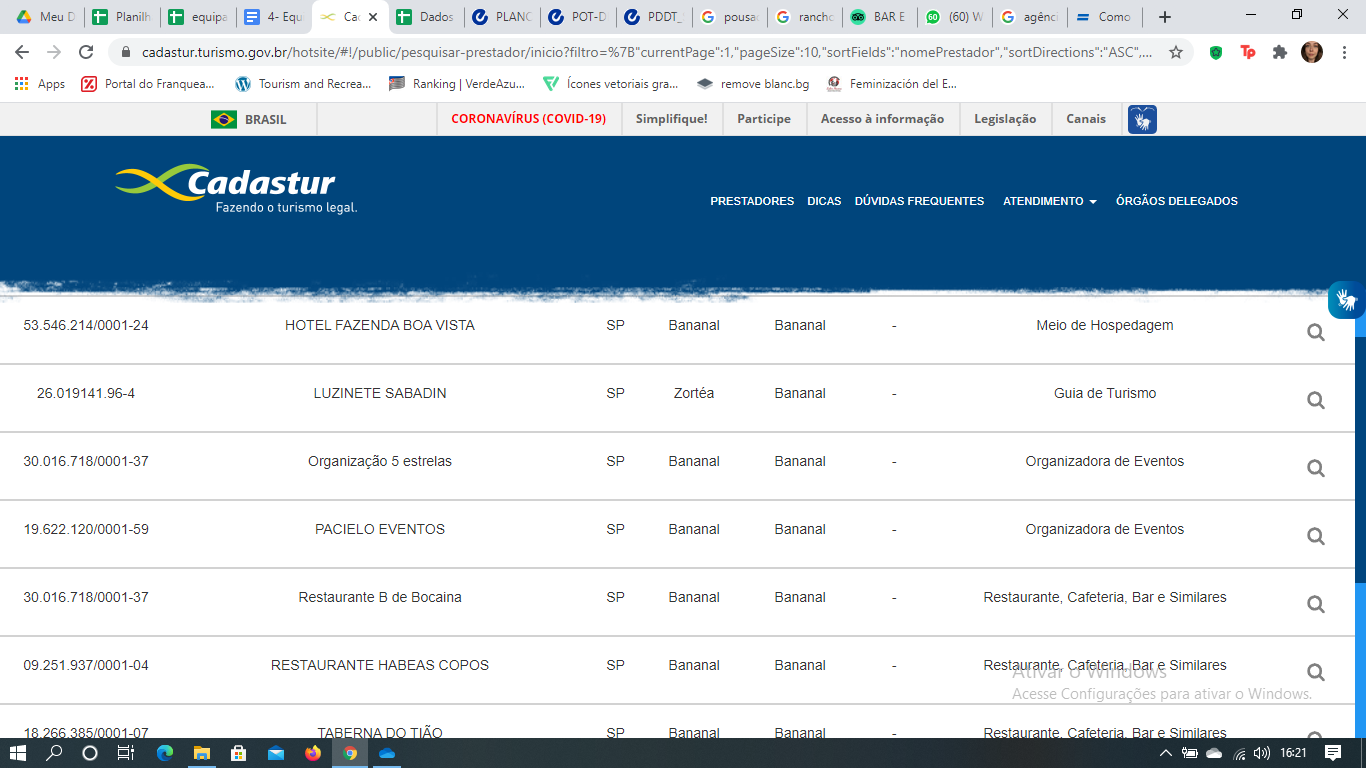 Meu D Planilh equipa 4- Equ Ca Dados PLANC POT-D PDDT_ pousa ranche BAR E (60) W agênci Como
cadastur.turismo.gov.br/hotsite/#!/public/pesquisar-prestador/inicio?filtro=%7B"currentPage":1,"pageSize":10,"sortFields":"nomePrestador","sortDirections":"ASC",...
Apps Portal do Franquea... Tourism and Recrea... Ranking | VerdeAzu... Ícones vetoriais gra... remove blanc.bg Feminización del E...
BRASIL CORONAVÍRUS (COVID-19) Simplifique! Participe Acesso à informação Legislação Canais
Cadastur
Fazendo o turismo legal.
PRESTADORES DICAS DÚVIDAS FREQUENTES ATENDIMENTO ÓRGÃOS DELEGADOS
53.546.214/0001-24 HOTEL FAZENDA BOA VISTA SP Bananal Bananal - Meio de Hospedagem
26.019141.96-4 LUZINETE SABADIN SP Zortéa Bananal - Guia de Turismo
30.016.718/0001-37 Organização 5 estrelas SP Bananal Bananal - Organizadora de Eventos
19.622.120/0001-59 PACIELO EVENTOS SP Bananal Bananal - Organizadora de Eventos
30.016.718/0001-37 Restaurante B de Bocaina SP Bananal Bananal - Restaurante, Cafeteria, Bar e Similares
09.251.937/0001-04 RESTAURANTE HABEAS COPOS SP Bananal Bananal - Restaurante, Cafeteria, Bar e Similares
Ativar o Windows
Acesse Configurações para ativar o Windows.
18.266.385/0001-07 TABERNA DO TIÃO SP Bananal Bananal - Restaurante, Cafeteria, Bar e Similares
16:21